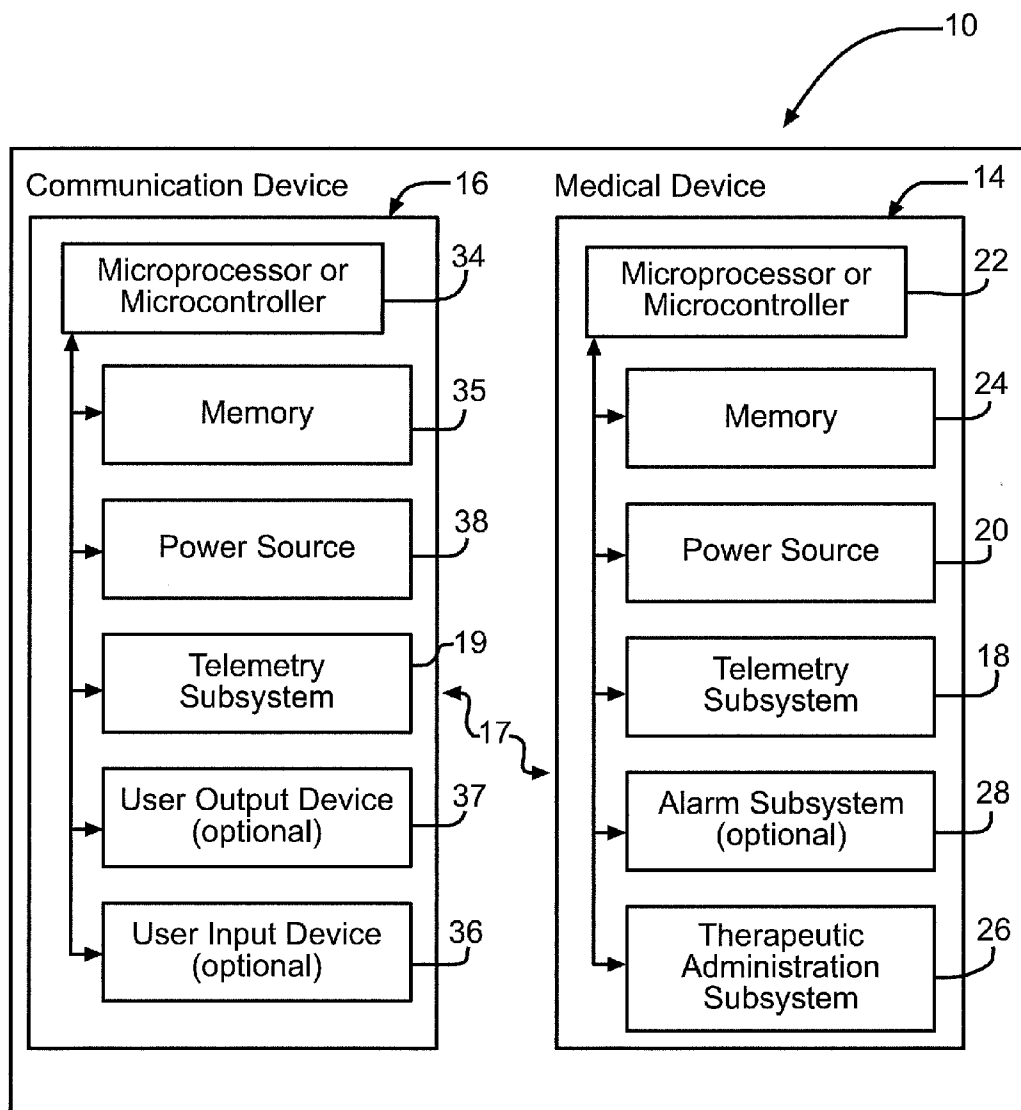 10
Communication Device
16
Microprocessor or
Microcontroller
34
Memory
35
Power Source
38
Telemetry
Subsystem
19
17
User Output Device
(optional)
37
User Input Device
(optional)
36
Medical Device
14
Microprocessor or
Microcontroller
22
Memory
24
Power Source
20
Telemetry
Subsystem
18
Alarm Subsystem
(optional)
28
Therapeutic
Administration
Subsystem
26